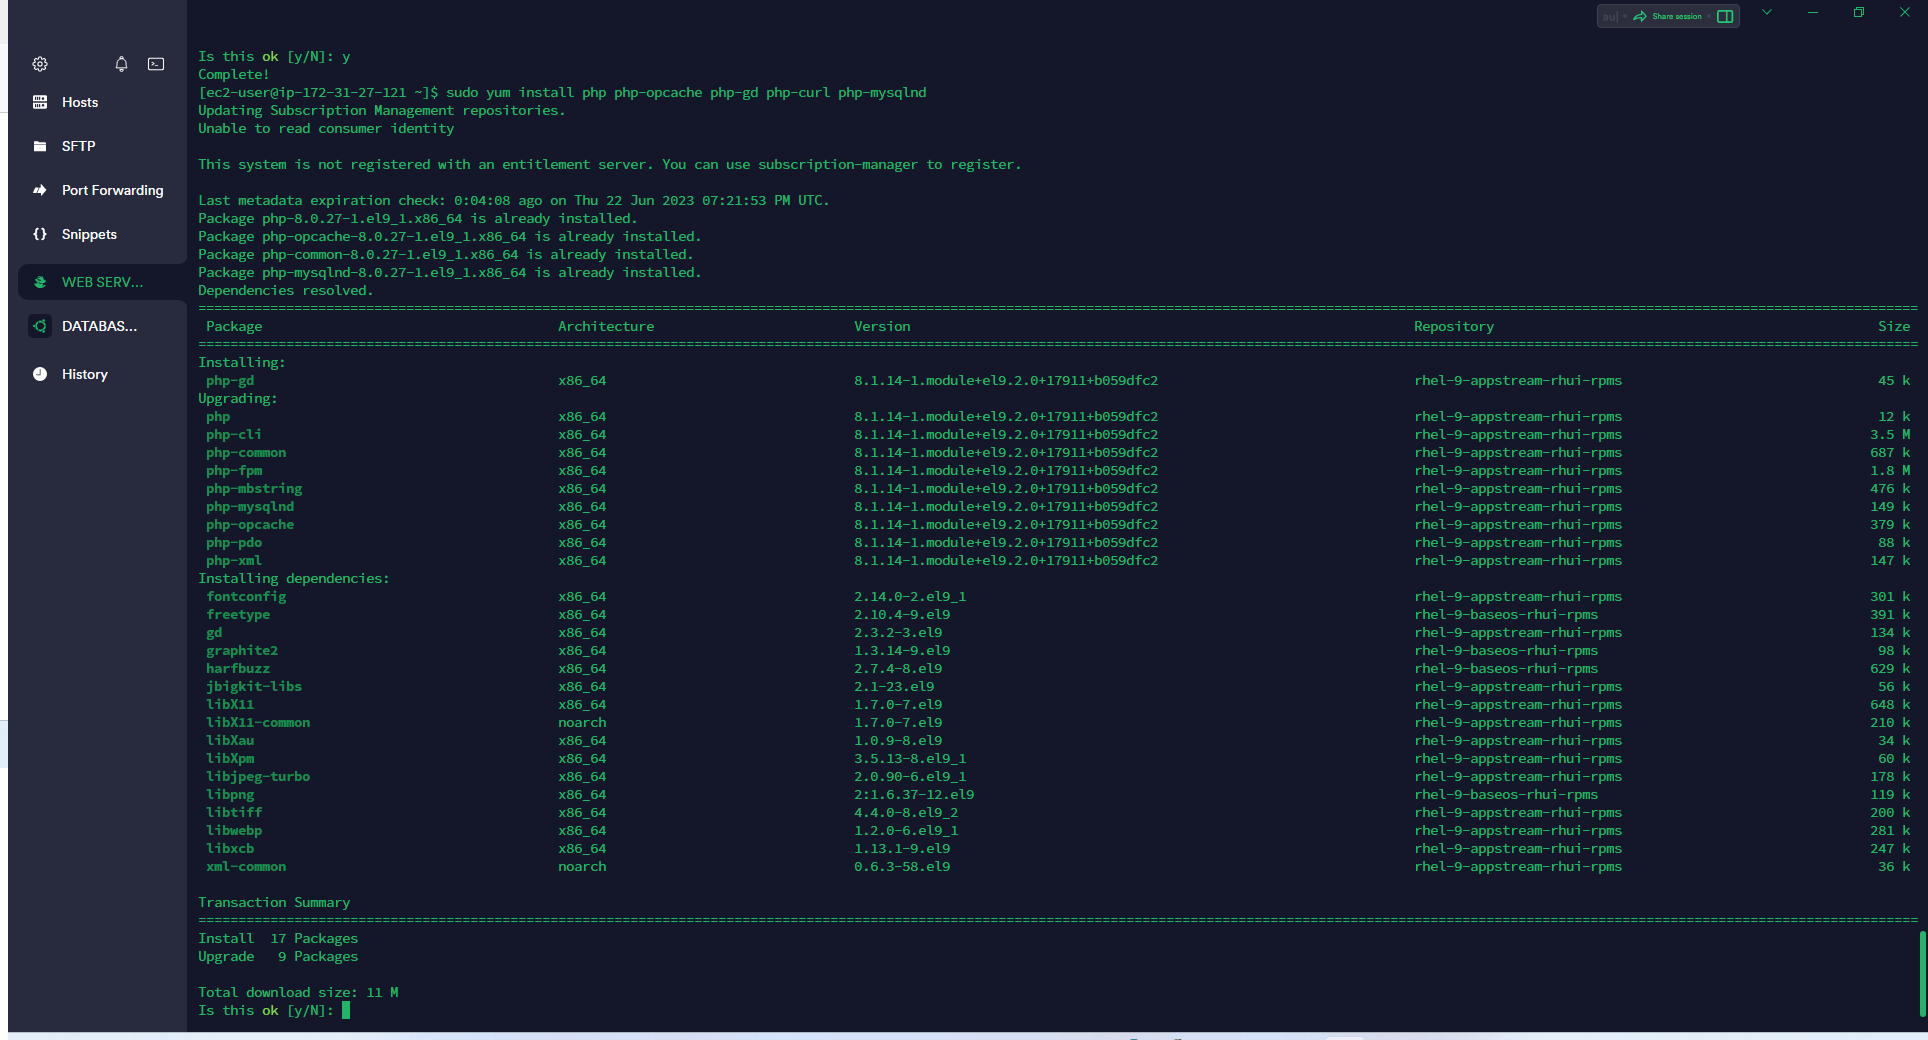 au| Share session
Hosts
SFTP
Port Forwarding
Snippets
WEB SERV...
DATABAS...
History
Is this ok [y/N]: y
Complete!
[ec2-user@ip-172-31-27-121 ~]$ sudo yum install php php-opcache php-gd php-curl php-mysqlnd
Updating Subscription Management repositories.
Unable to read consumer identity
This system is not registered with an entitlement server. You can use subscription-manager to register.
Last metadata expiration check: 0:04:08 ago on Thu 22 Jun 2023 07:21:53 PM UTC.
Package php-8.0.27-1.el9_1.x86_64 is already installed.
Package php-opcache-8.0.27-1.el9_1.x86_64 is already installed.
Package php-common-8.0.27-1.el9_1.x86_64 is already installed.
Package php-mysqlnd-8.0.27-1.el9_1.x86_64 is already installed.
Dependencies resolved.
Package Architecture Version Repository Size
Installing:
php-gd x86_64 8.1.14-1.module+el9.2.0+17911+b059dfc2 rhel-9-appstream-rhui-rpms 45 k
Upgrading:
php x86_64 8.1.14-1.module+el9.2.0+17911+b059dfc2 rhel-9-appstream-rhui-rpms 12 k
php-cli x86_64 8.1.14-1.module+el9.2.0+17911+b059dfc2 rhel-9-appstream-rhui-rpms 3.5 M
php-common x86_64 8.1.14-1.module+el9.2.0+17911+b059dfc2 rhel-9-appstream-rhui-rpms 687 k
php-fpm x86_64 8.1.14-1.module+el9.2.0+17911+b059dfc2 rhel-9-appstream-rhui-rpms 1.8 M
php-mbstring x86_64 8.1.14-1.module+el9.2.0+17911+b059dfc2 rhel-9-appstream-rhui-rpms 476 k
php-mysqlnd x86_64 8.1.14-1.module+el9.2.0+17911+b059dfc2 rhel-9-appstream-rhui-rpms 149 k
php-opcache x86_64 8.1.14-1.module+el9.2.0+17911+b059dfc2 rhel-9-appstream-rhui-rpms 379 k
php-pdo x86_64 8.1.14-1.module+el9.2.0+17911+b059dfc2 rhel-9-appstream-rhui-rpms 88 k
php-xml x86_64 8.1.14-1.module+el9.2.0+17911+b059dfc2 rhel-9-appstream-rhui-rpms 147 k
Installing dependencies:
fontconfig x86_64 2.14.0-2.el9_1 rhel-9-appstream-rhui-rpms 301 k
freetype x86_64 2.10.4-9.el9 rhel-9-baseos-rhui-rpms 391 k
gd x86_64 2.3.2-3.el9 rhel-9-appstream-rhui-rpms 134 k
graphite2 x86_64 1.3.14-9.el9 rhel-9-baseos-rhui-rpms 98 k
harfbuzz x86_64 2.7.4-8.el9 rhel-9-baseos-rhui-rpms 629 k
jbigkit-libs x86_64 2.1-23.el9 rhel-9-appstream-rhui-rpms 56 k
libX11 x86_64 1.7.0-7.el9 rhel-9-appstream-rhui-rpms 648 k
libX11-common noarch 1.7.0-7.el9 rhel-9-appstream-rhui-rpms 210 k
libXau x86_64 1.0.9-8.el9 rhel-9-appstream-rhui-rpms 34 k
libXpm x86_64 3.5.13-8.el9_1 rhel-9-appstream-rhui-rpms 60 k
libjpeg-turbo x86_64 2.0.90-6.el9_1 rhel-9-appstream-rhui-rpms 178 k
libpng x86_64 2:1.6.37-12.el9 rhel-9-baseos-rhui-rpms 119 k
libtiff x86_64 4.4.0-8.el9_2 rhel-9-appstream-rhui-rpms 200 k
libwebp x86_64 1.2.0-6.el9_1 rhel-9-appstream-rhui-rpms 281 k
libxcb x86_64 1.13.1-9.el9 rhel-9-appstream-rhui-rpms 247 k
xml-common noarch 0.6.3-58.el9 rhel-9-appstream-rhui-rpms 36 k
Transaction Summary
Install 17 Packages
Upgrade 9 Packages
Total download size: 11 M
Is this ok [y/N]: